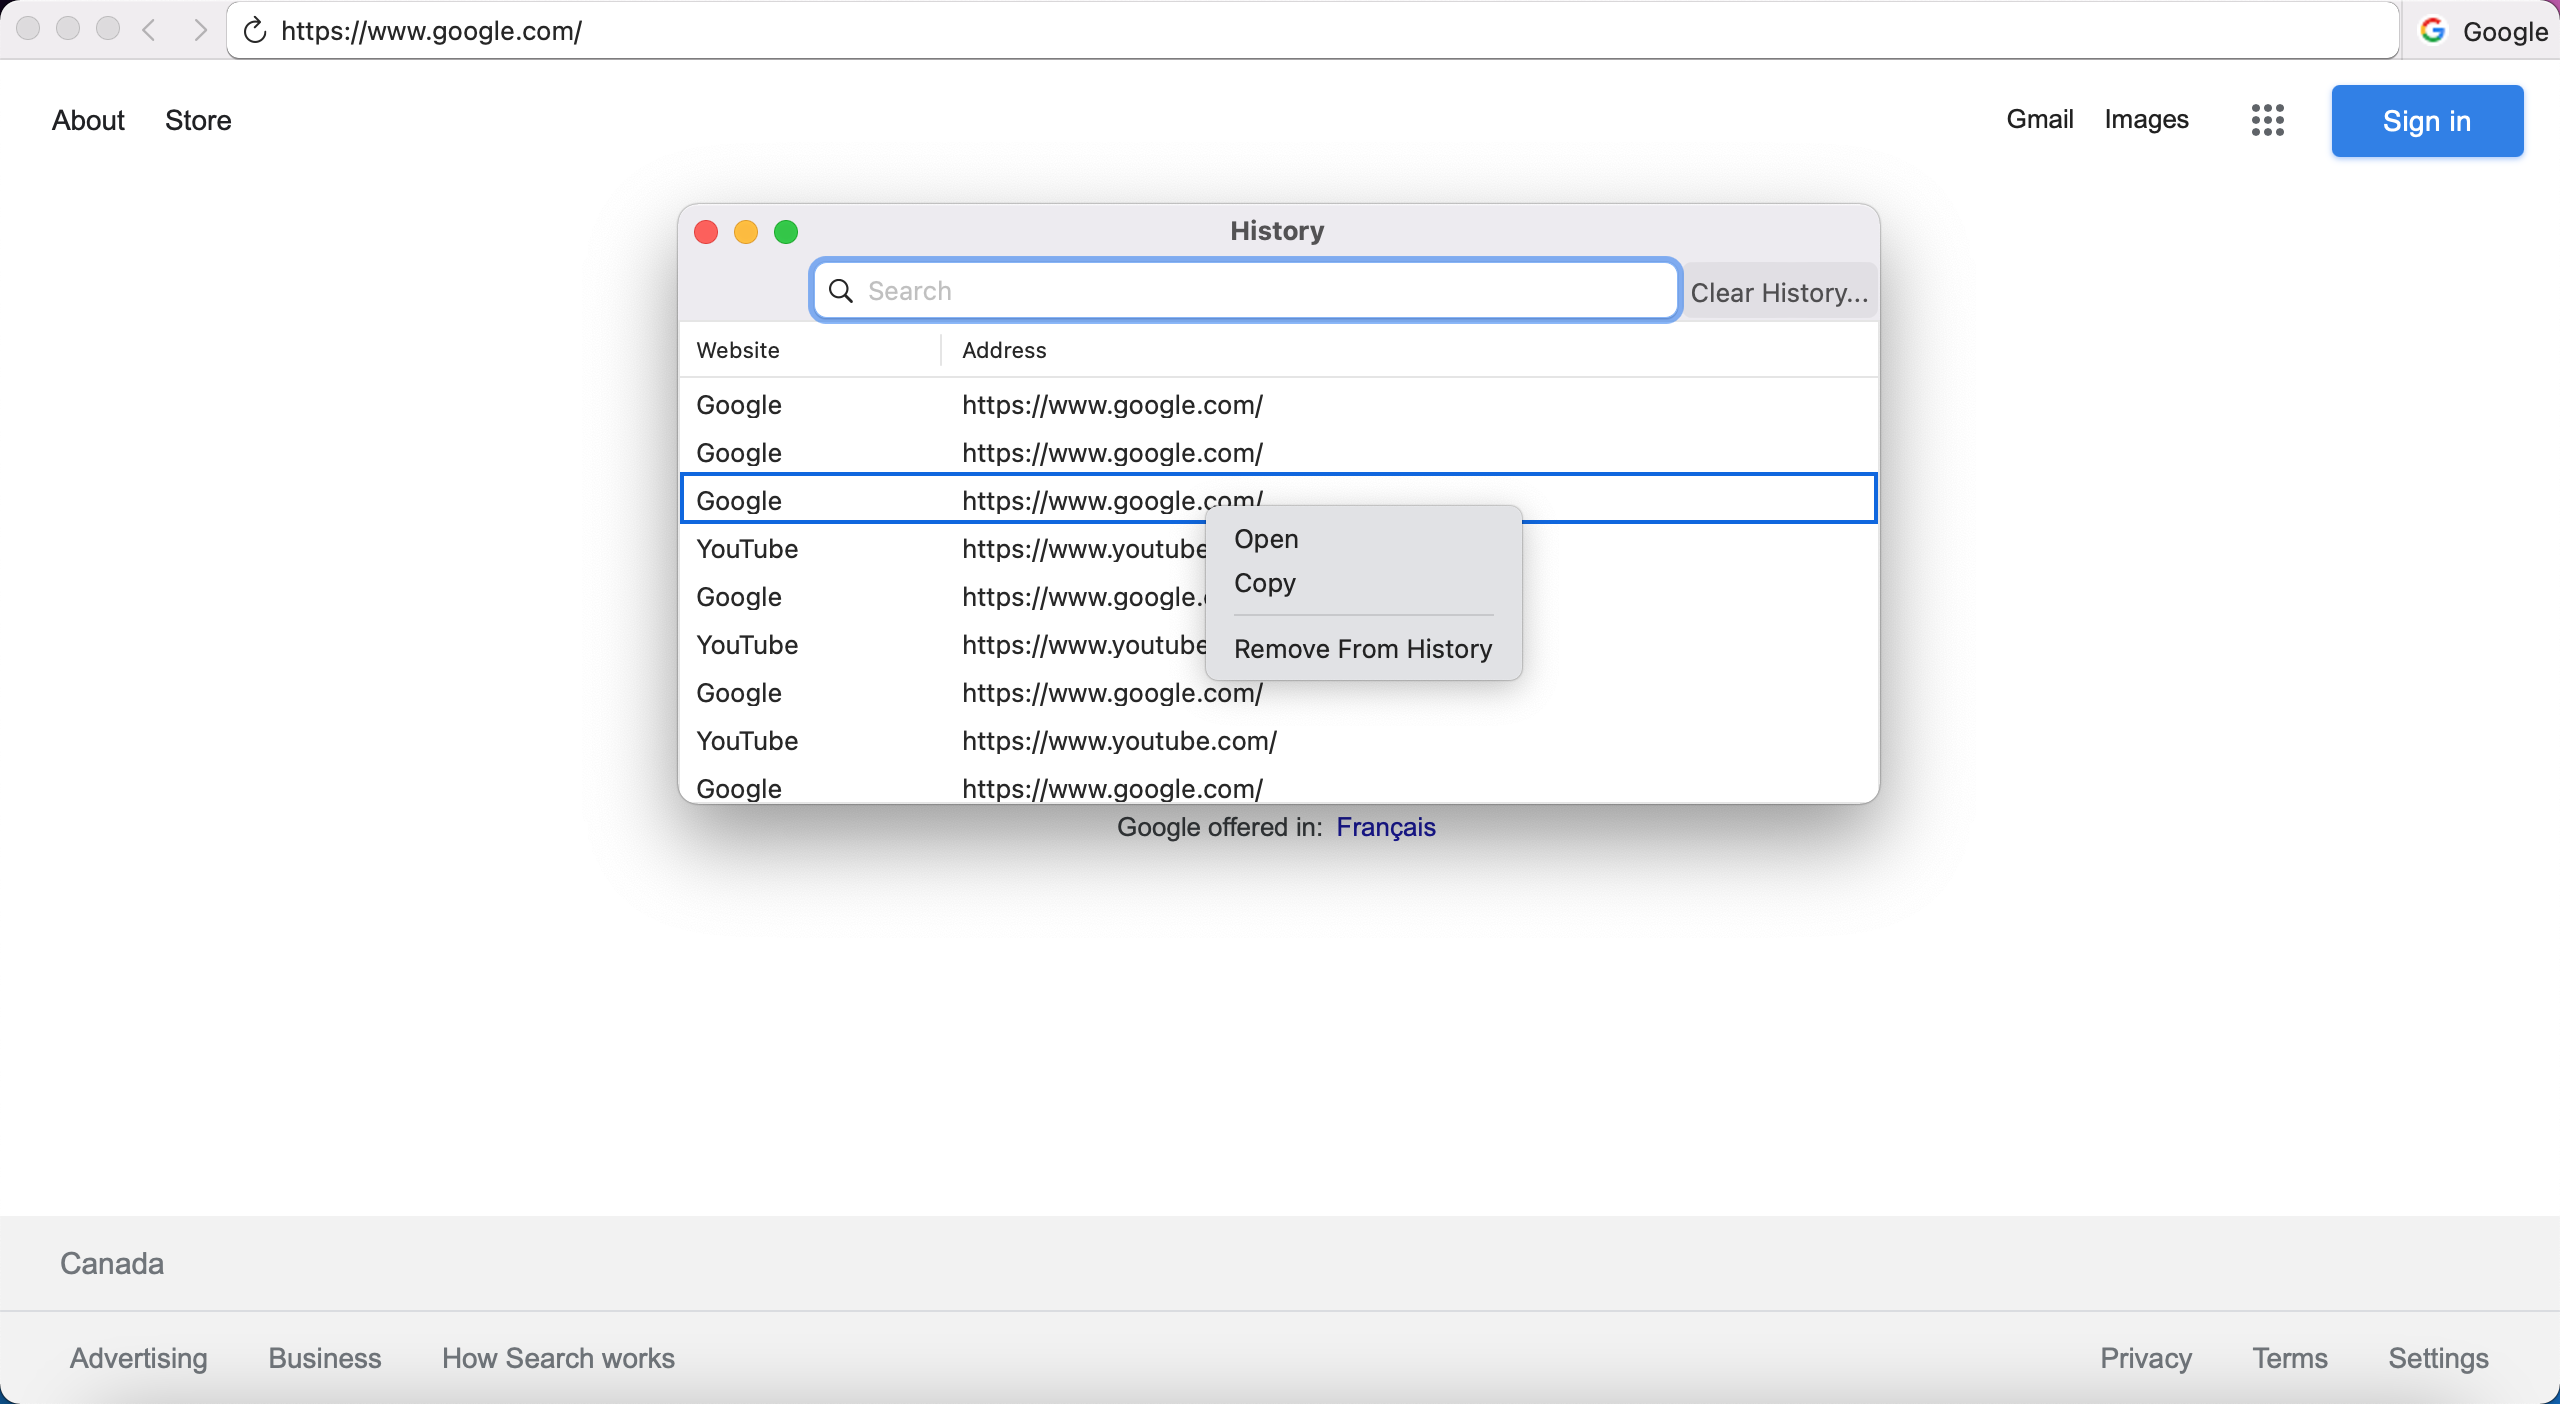 https://www.google.com/
Google
About
Store
Gmail
Images
Sign in
History
Search
Clear History...
Website
Address
Google
https://www.google.com/
Google
https://www.google.com/
Google
https://www.google.com/
YouTube
https://www.youtube
Google
https://www.google.
YouTube
https://www.youtube
Google
https://www.google.com/
YouTube
https://www.youtube.com/
Google
https://www.google.com/
Open
Copy
Remove From History
Google offered in: Français
Canada
Advertising
Business
How Search works
Privacy
Terms
Settings